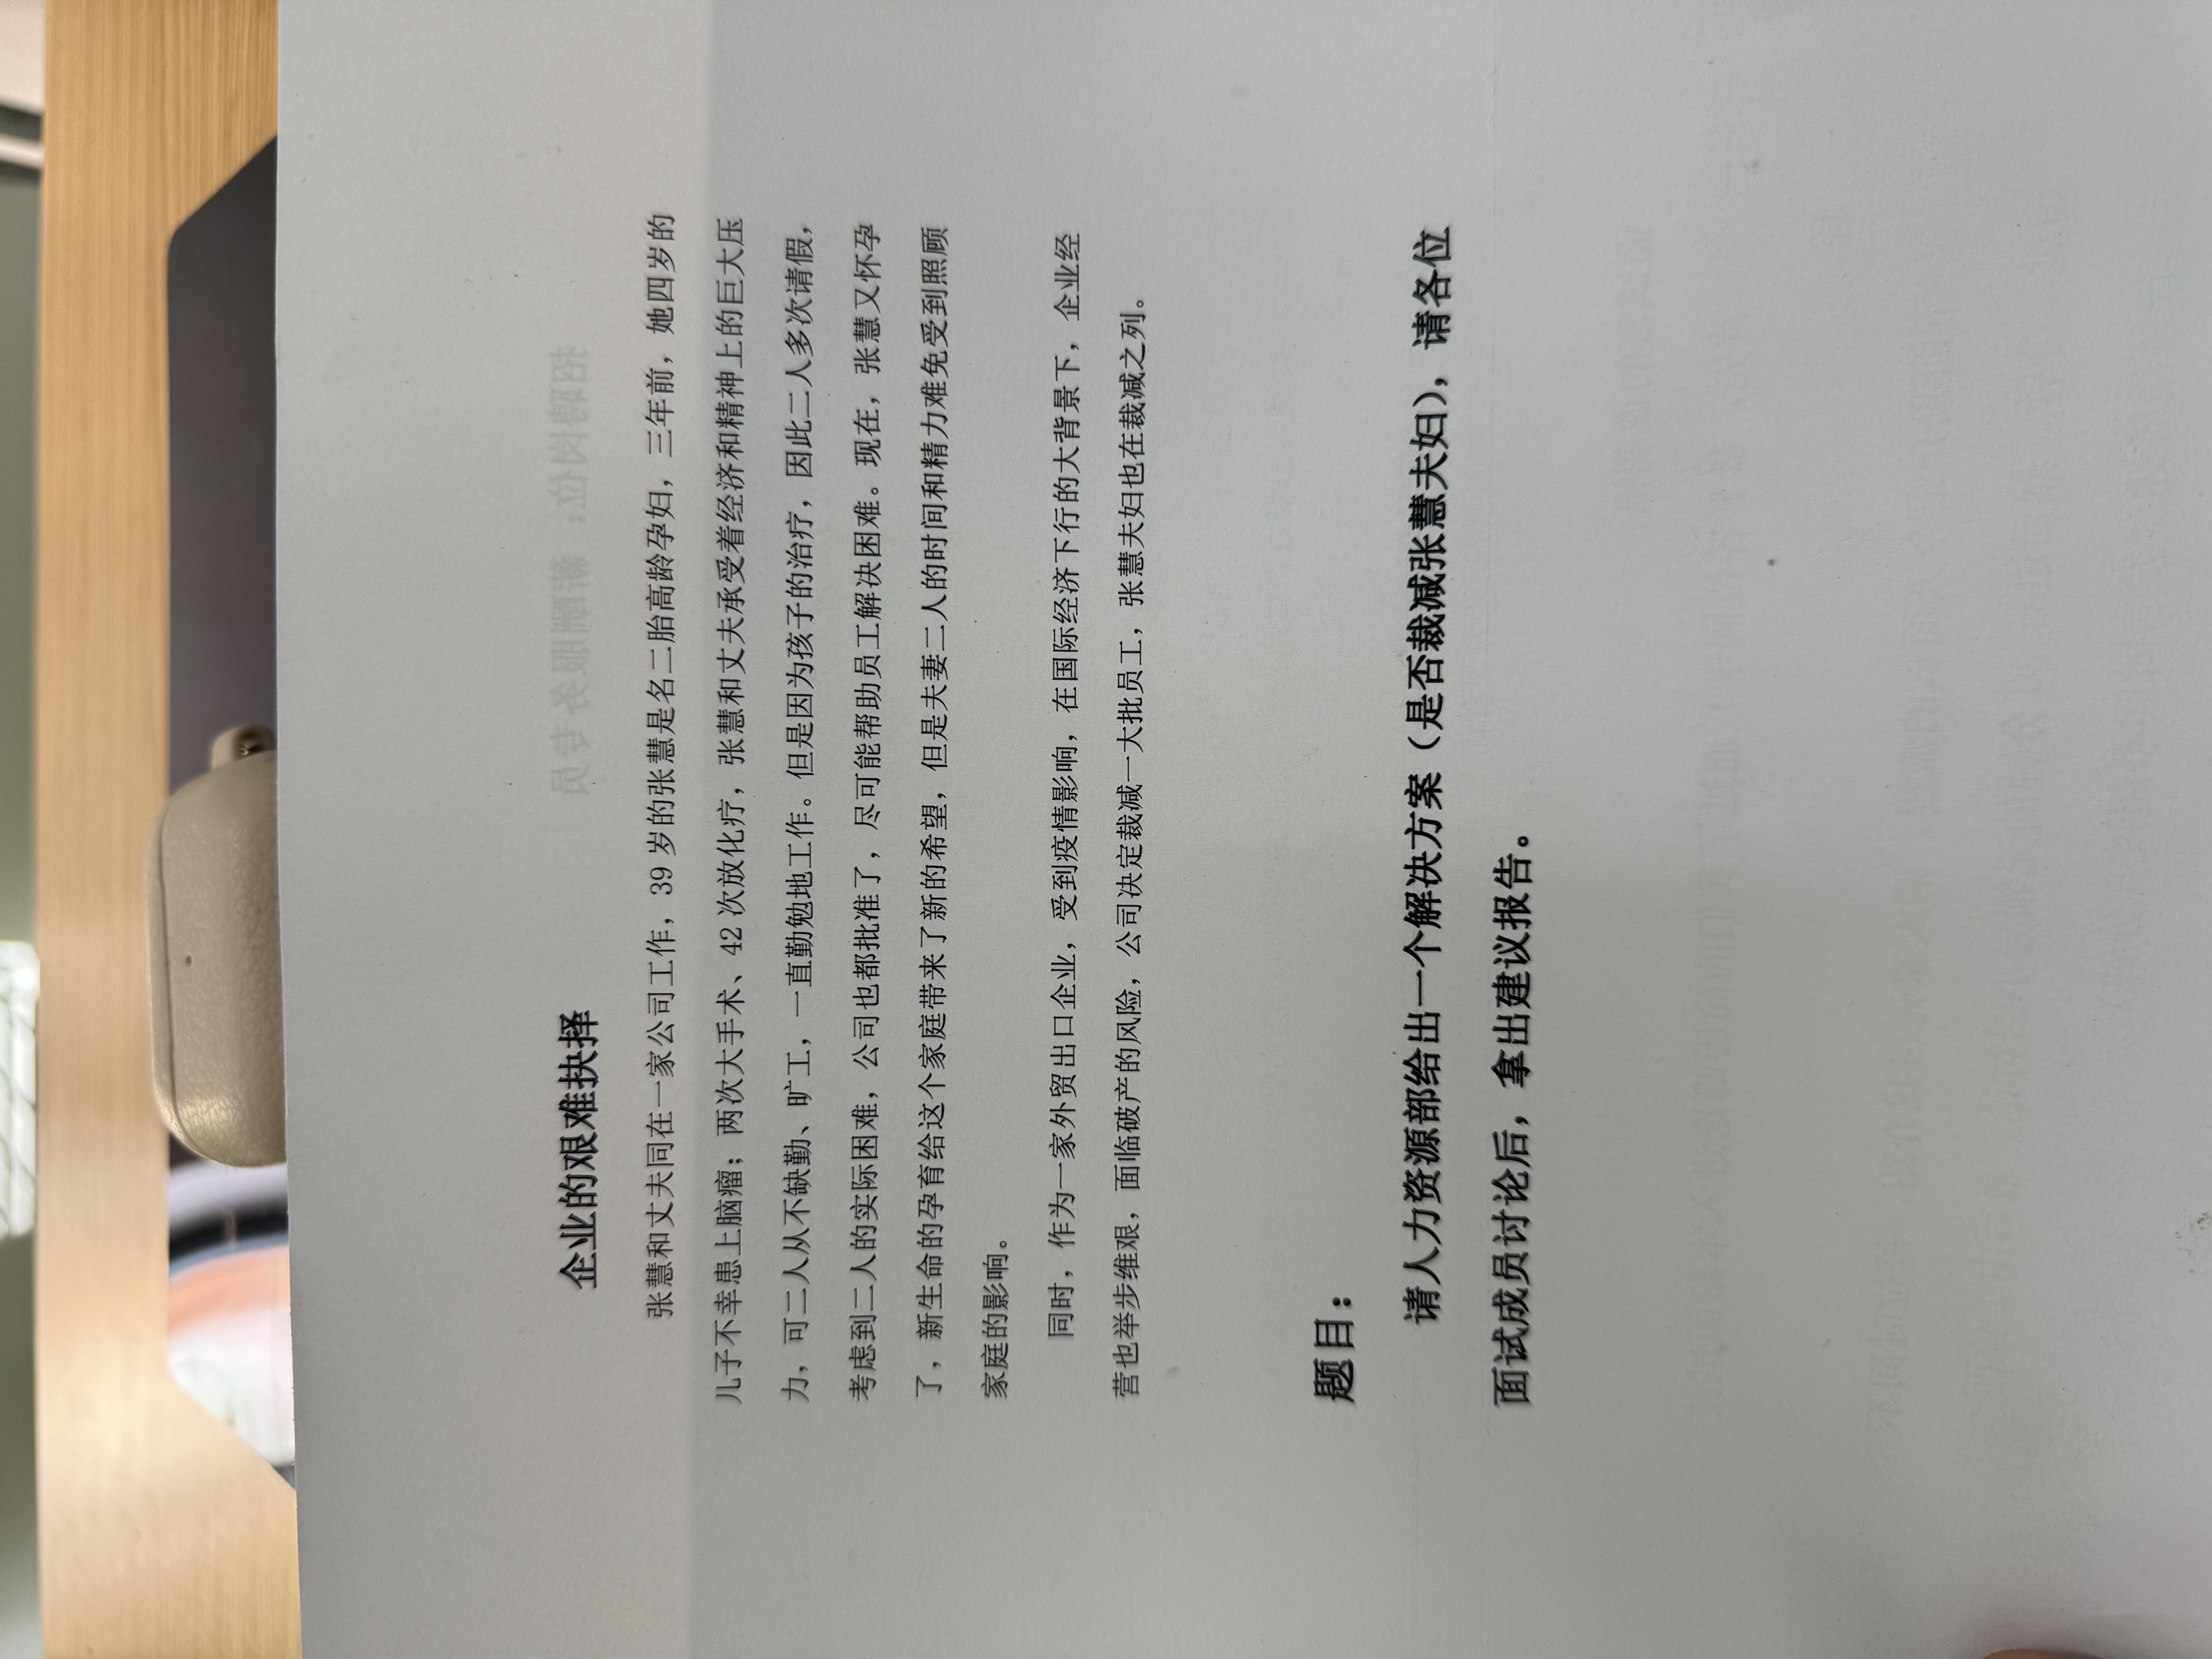 招聘岗位：薪酬服务专员
企业的艰难抉择
张慧和丈夫同在一家公司工作，39 岁的张慧是名二胎高龄孕妇，三年前，她四岁的
儿子不幸患上脑瘤；两次大手术、42 次放化疗，张慧和丈夫承受着经济和精神上的巨大压
力，可二人从不缺勤、旷工，一直勤勉地工作。但是因为孩子的治疗，因此二人多次请假，
考虑到二人的实际困难，公司也都批准了，尽可能帮助员工解决困难。现在，张慧又怀孕
了，新生命的孕育给这个家庭带来了新的希望，但是夫妻二人的时间和精力难免受到照顾
家庭的影响。
同时，作为一家外贸出口企业，受到疫情影响，在国际经济下行的大背景下，企业经
营也举步维艰，面临破产的风险，公司决定裁减一大批员工，张慧夫妇也在裁减之列。
题目：
请人力资源部给出一个解决方案（是否裁减张慧夫妇），请各位
面试成员讨论后，拿出建议报告。